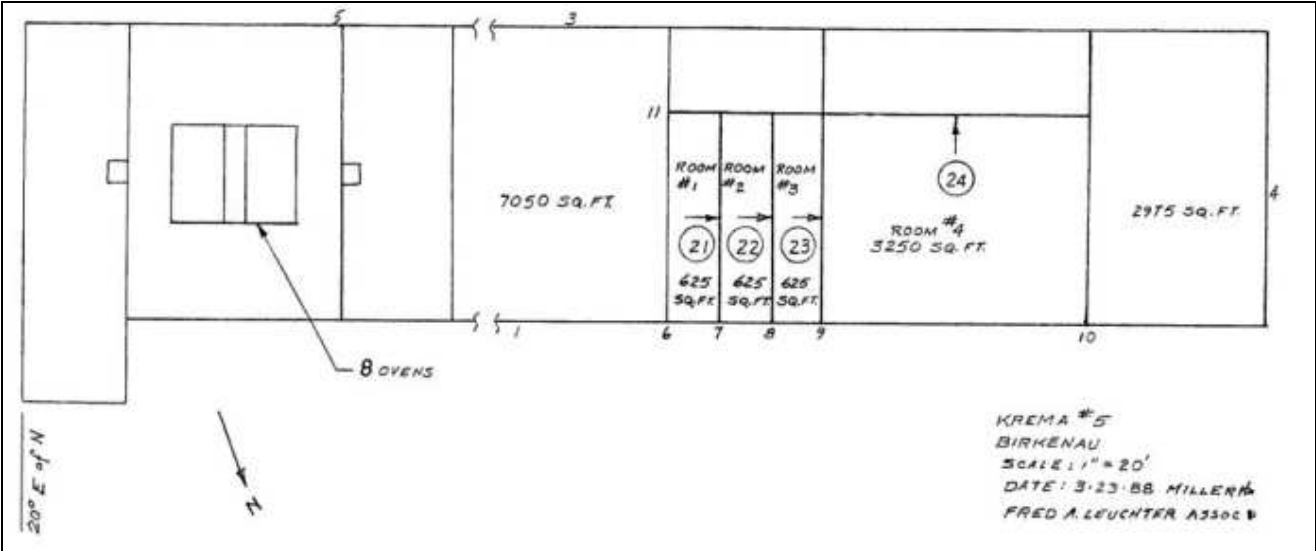 5
3
11
ROOM #1
ROOM #2
ROOM #3
7050 SQ.FT.
24
2975 SQ.FT.
4
ROOM #4
3250 SQ. FT.
21
22
23
625 SQ.FT.
625 SQ.FT.
625 SQ.FT.
1
6
7
8
9
10
8 OVENS
20° E of N
N
KREMA #5
BIRKENAU
SCALE: 1" = 20'
DATE: 3-23-88 MILLER
FRED A. LEUCHTER ASSOC